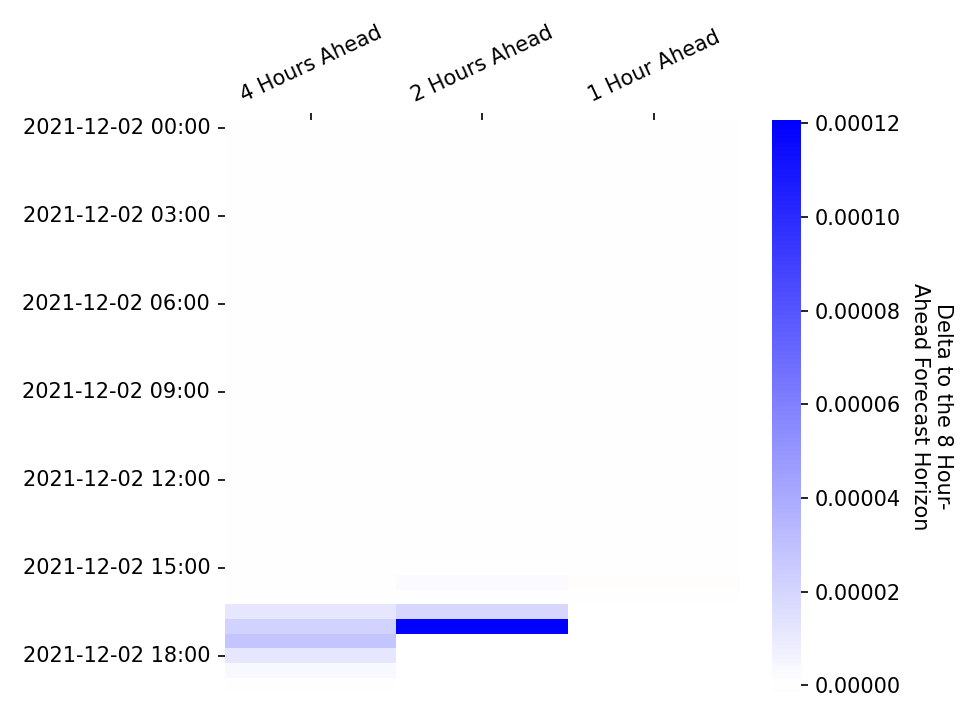 4 Hours Ahead
2 Hours Ahead
1 Hour Ahead
2021-12-02 00:00
2021-12-02 03:00
2021-12-02 06:00
2021-12-02 09:00
2021-12-02 12:00
2021-12-02 15:00
2021-12-02 18:00
0.00012
0.00010
0.00008
0.00006
0.00004
0.00002
0.00000
Delta to the 8 Hour-
Ahead Forecast Horizon